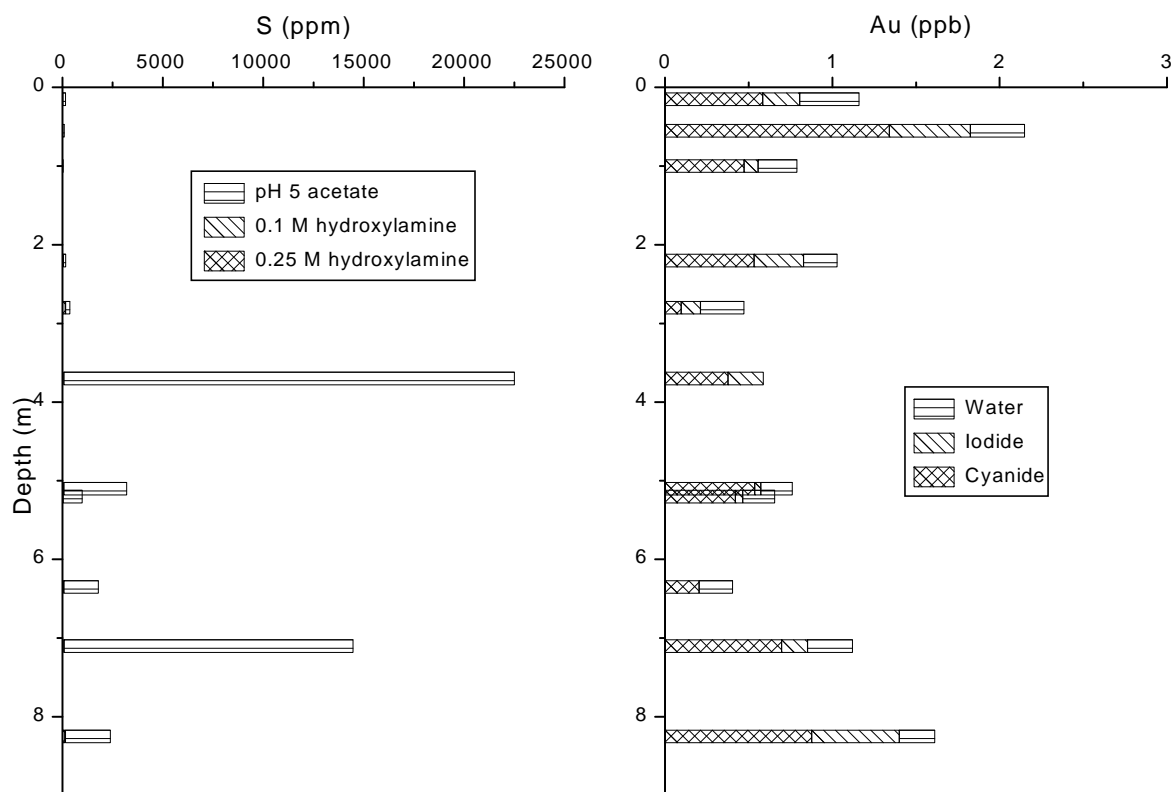 S (ppm)
0 5000 10000 15000 20000 25000
Depth (m)
0
2
4
6
8
pH 5 acetate
0.1 M hydroxylamine
0.25 M hydroxylamine
Au (ppb)
0 1 2 3
0
2
4
6
8
Water
Iodide
Cyanide